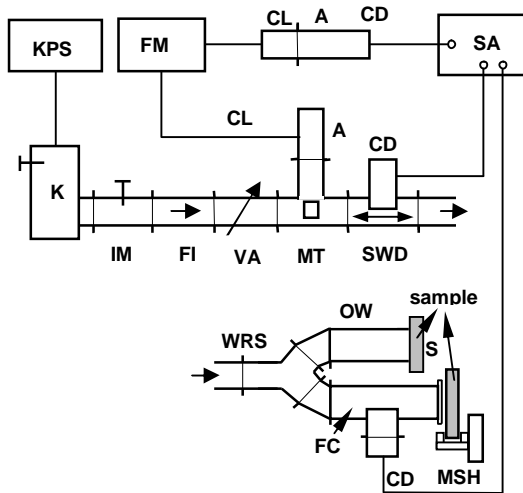 CL A CD
KPS
FM
SA
CL
A
CD
K
IM FI VA MT SWD
sample
OW
WRS
S
FC
CD
MSH